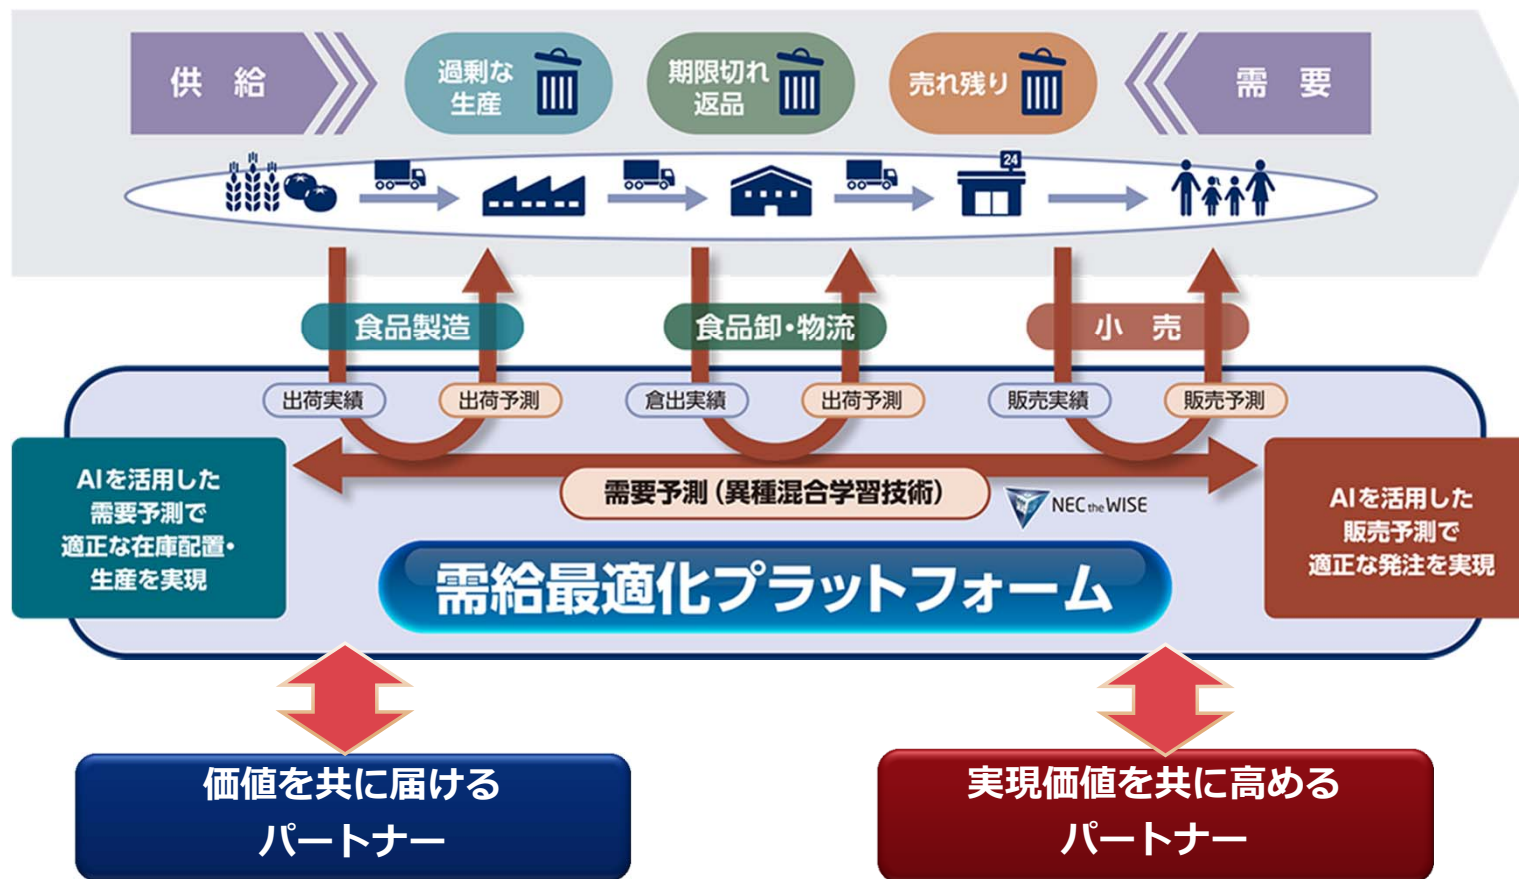 供 給
過剰な
生産
期限切れ
返品
売れ残り
需 要
24
食品製造
食品卸・物流
小 売
出荷実績
出荷予測
倉出実績
出荷予測
販売実績
販売予測
AIを活用した
需要予測で
適正な在庫配置・
生産を実現
需要予測（異種混合学習技術）
NEC the WISE
AIを活用した
販売予測で
適正な発注を実現
需給最適化プラットフォーム
価値を共に届ける
パートナー
実現価値を共に高める
パートナー